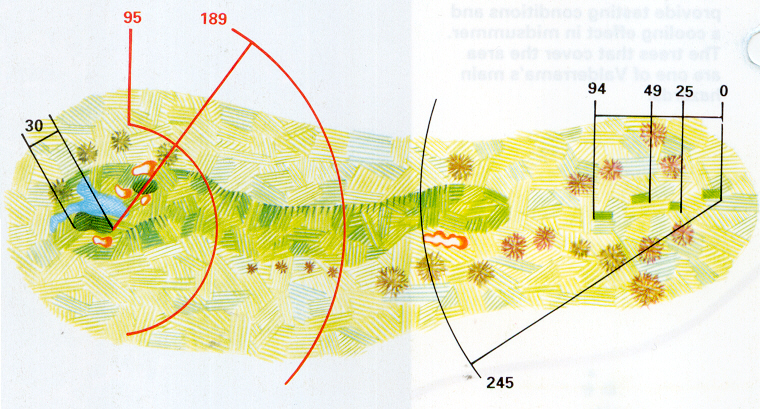 provide testing conditions and
a cooling effect in midsummer.
The trees that cover the area
are one of Valderrama's main
95
189
94
49
25
0
30
245